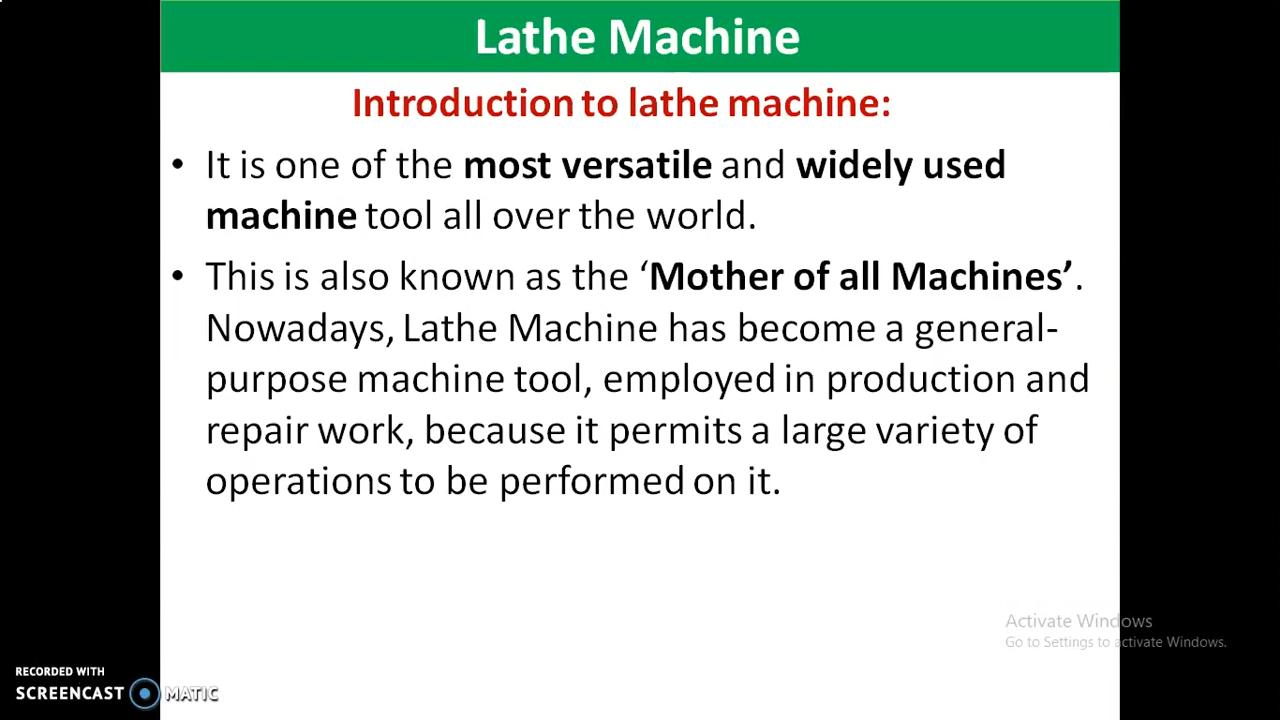 Lathe Machine
Introduction to lathe machine:
• It is one of the most versatile and widely used
machine tool all over the world.
• This is also known as the ‘Mother of all Machines’.
Nowadays, Lathe Machine has become a general-
purpose machine tool, employed in production and
repair work, because it permits a large variety of
operations to be performed on it.
Activate Windows
Go to Settings to activate Windows.
RECORDED WITH
SCREENCAST MATIC